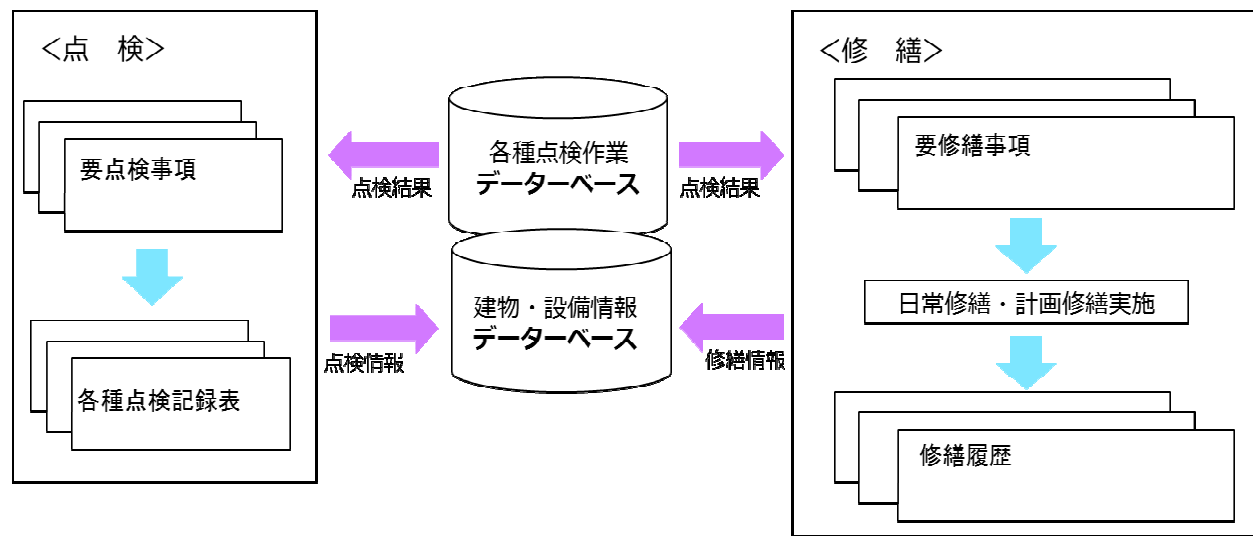 ＜点　検＞
要点検事項
各種点検記録表
各種点検作業
データーベース
点検結果
点検結果
建物・設備情報
データーベース
点検情報
修繕情報
＜修　繕＞
要修繕事項
日常修繕・計画修繕実施
修繕履歴